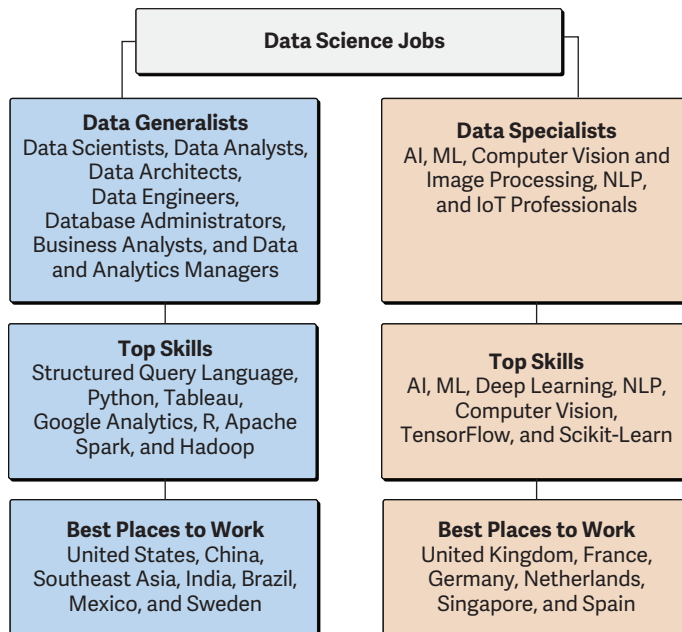 Data Science Jobs
Data Generalists
Data Scientists, Data Analysts,
Data Architects,
Data Engineers,
Database Administrators,
Business Analysts, and Data
and Analytics Managers
Top Skills
Structured Query Language,
Python, Tableau,
Google Analytics, R, Apache
Spark, and Hadoop
Best Places to Work
United States, China,
Southeast Asia, India, Brazil,
Mexico, and Sweden
Data Specialists
AI, ML, Computer Vision and
Image Processing, NLP,
and IoT Professionals
Top Skills
AI, ML, Deep Learning, NLP,
Computer Vision,
TensorFlow, and Scikit-Learn
Best Places to Work
United Kingdom, France,
Germany, Netherlands,
Singapore, and Spain